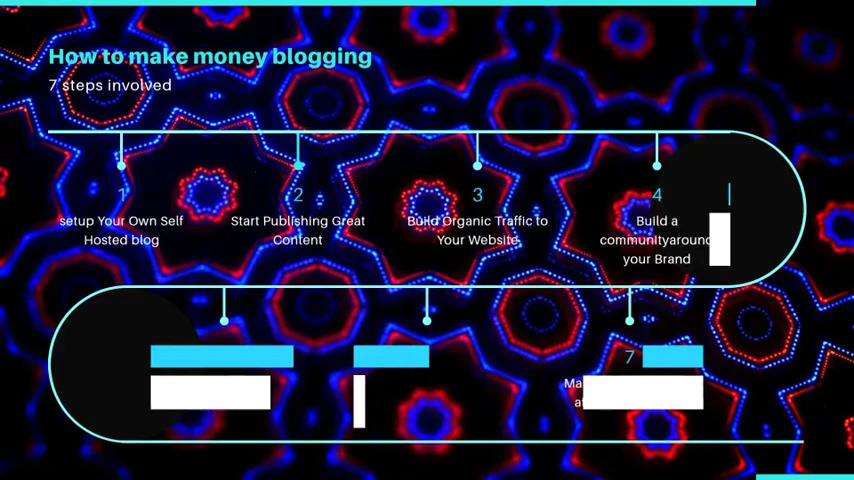 How to make money blogging
7 steps involved
1
setup Your Own Self
Hosted blog
2
Start Publishing Great
Content
3
Build Organic Traffic to
Your Website
4
Build a
communityaround
your Brand
7